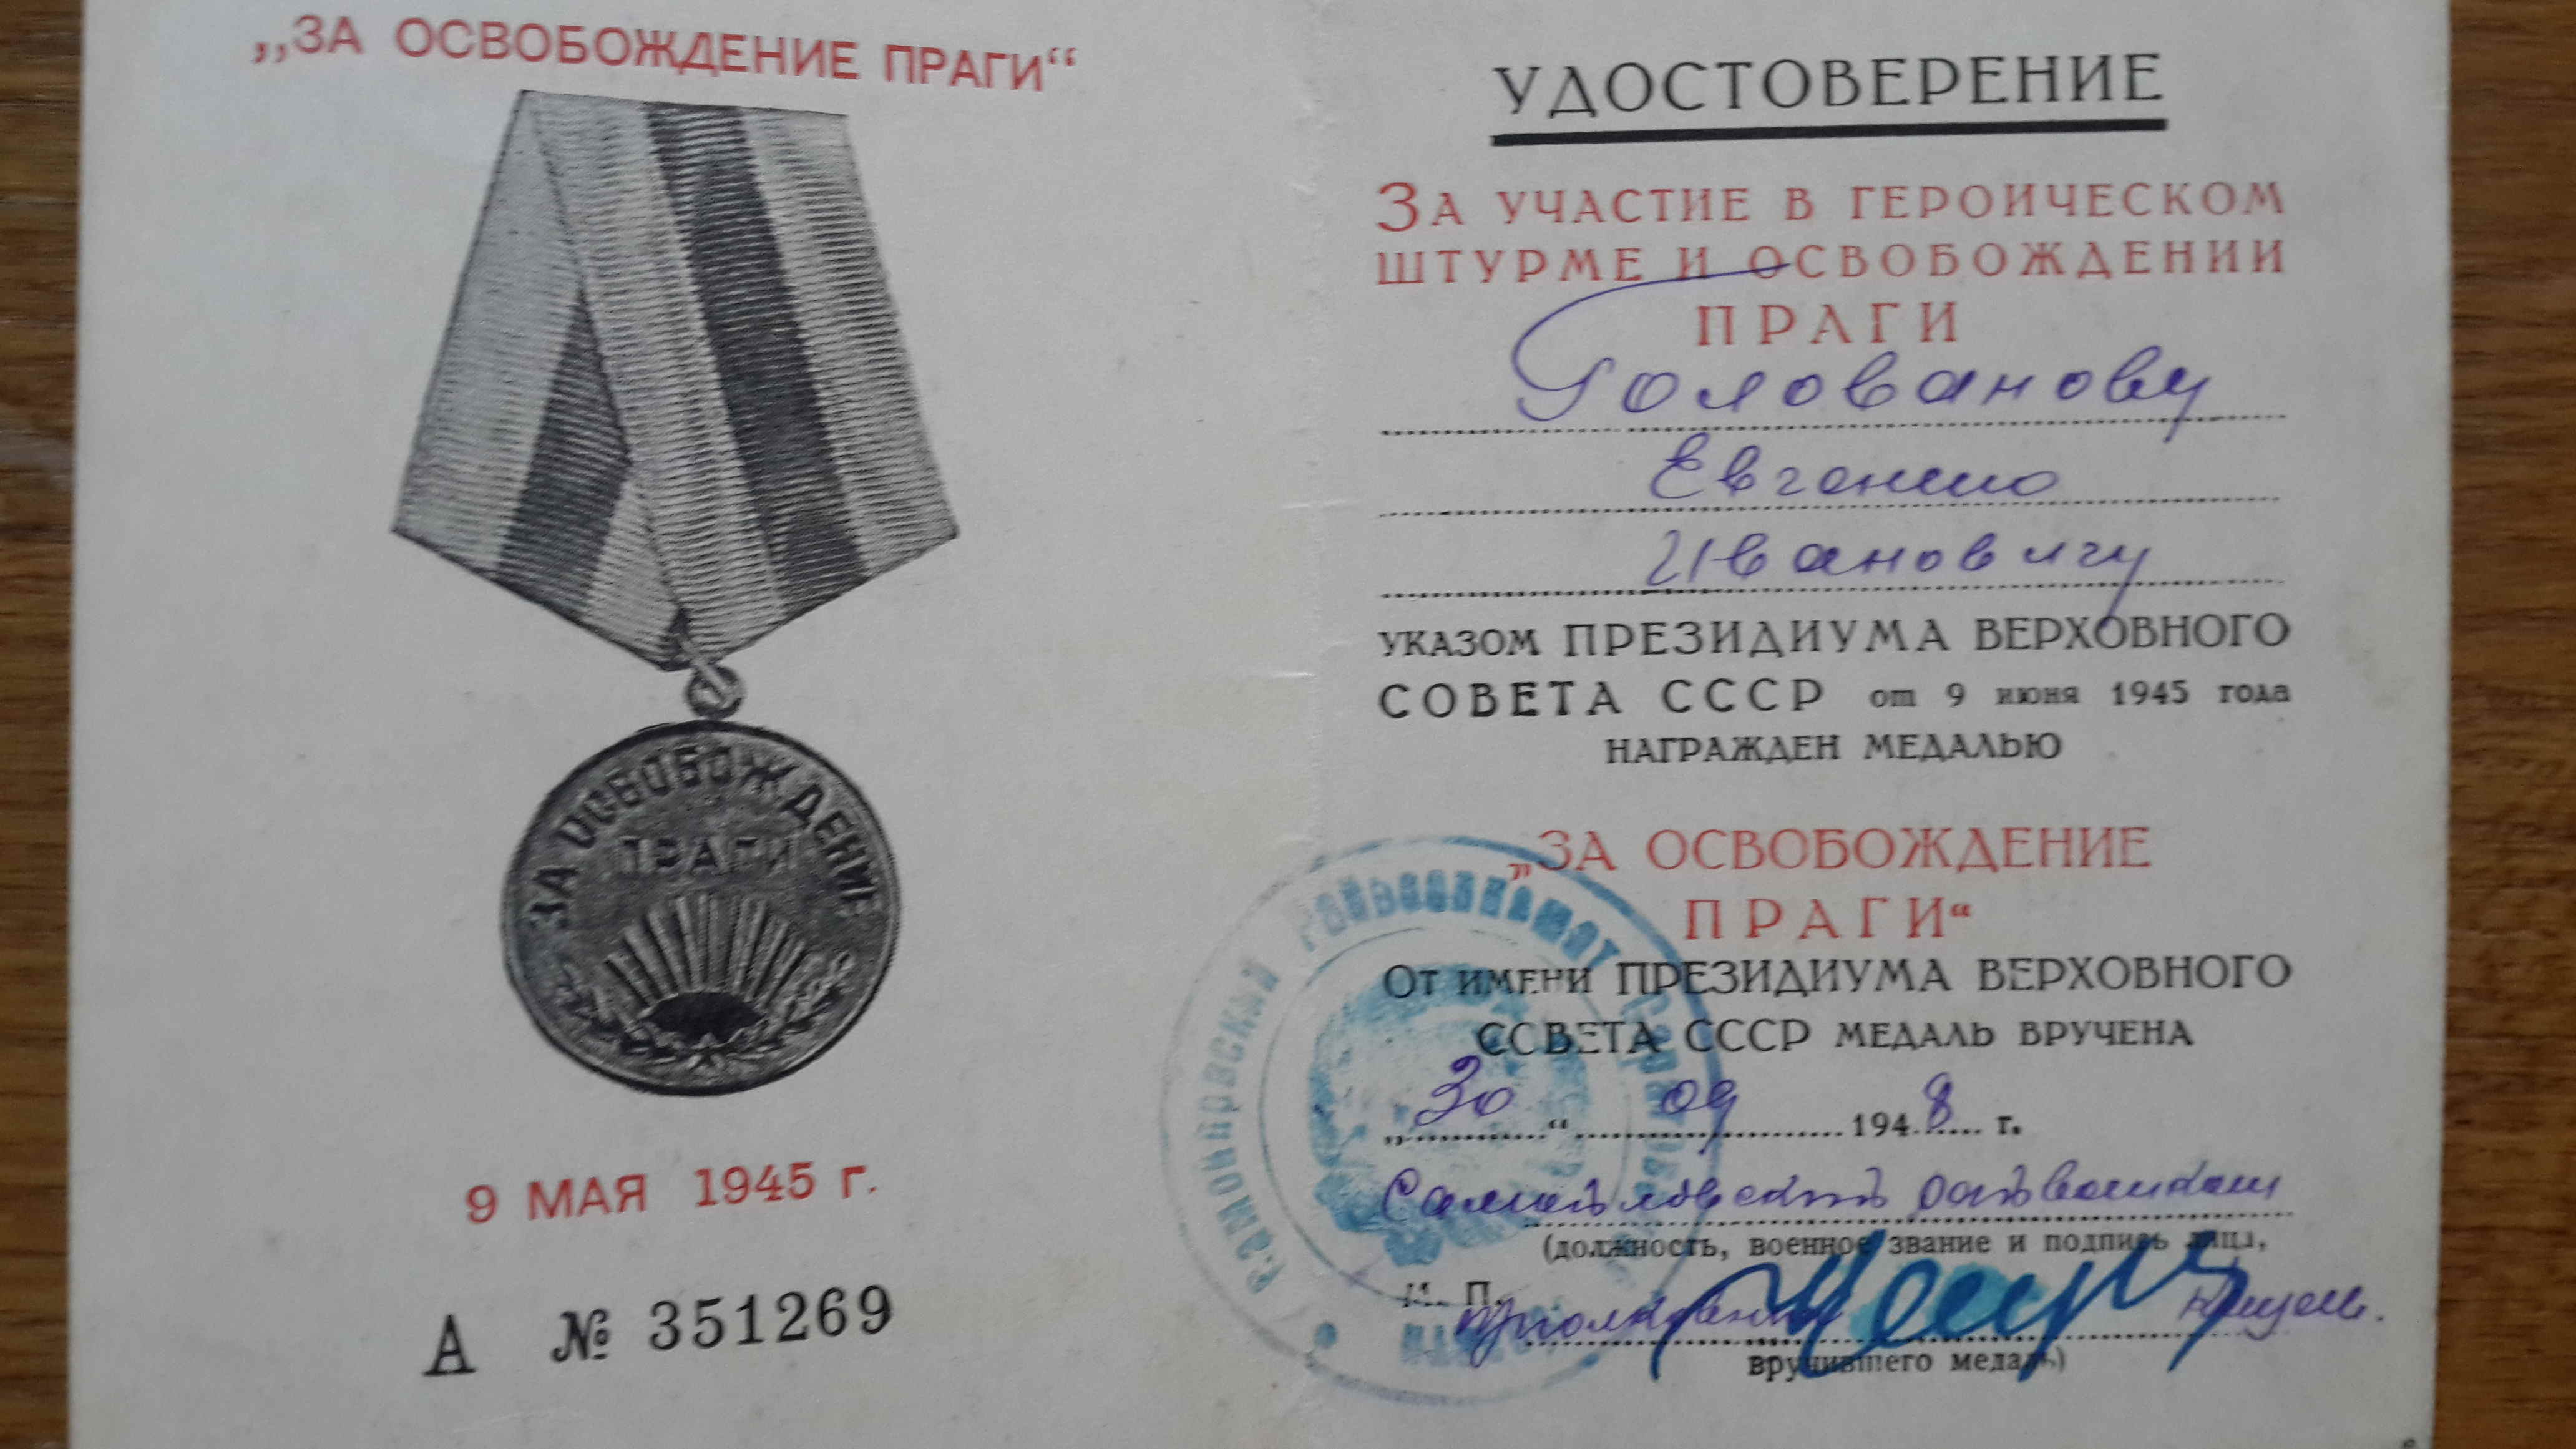 „ЗА ОСВОБОЖДЕНИЕ ПРАГИ“
ЗА ОСВОБОЖДЕНИЕ
ПРАГИ
9 МАЯ 1945 г.
А № 351269
УДОСТОВЕРЕНИЕ
ЗА УЧАСТИЕ В ГЕРОИЧЕСКОМ
ШТУРМЕ И ОСВОБОЖДЕНИИ
ПРАГИ
Голованову
Евгению
Ивановичу
УКАЗОМ ПРЕЗИДИУМА ВЕРХОВНОГО
СОВЕТА СССР от 9 июня 1945 года
НАГРАЖДЕН МЕДАЛЬЮ
„ЗА ОСВОБОЖДЕНИЕ
ПРАГИ“
ОТ ИМЕНИ ПРЕЗИДИУМА ВЕРХОВНОГО
СОВЕТА СССР МЕДАЛЬ ВРУЧЕНА
„30“ 09 1948 г.
(должность, военное звание и подпись лица,
М. П.
вручившего медаль)